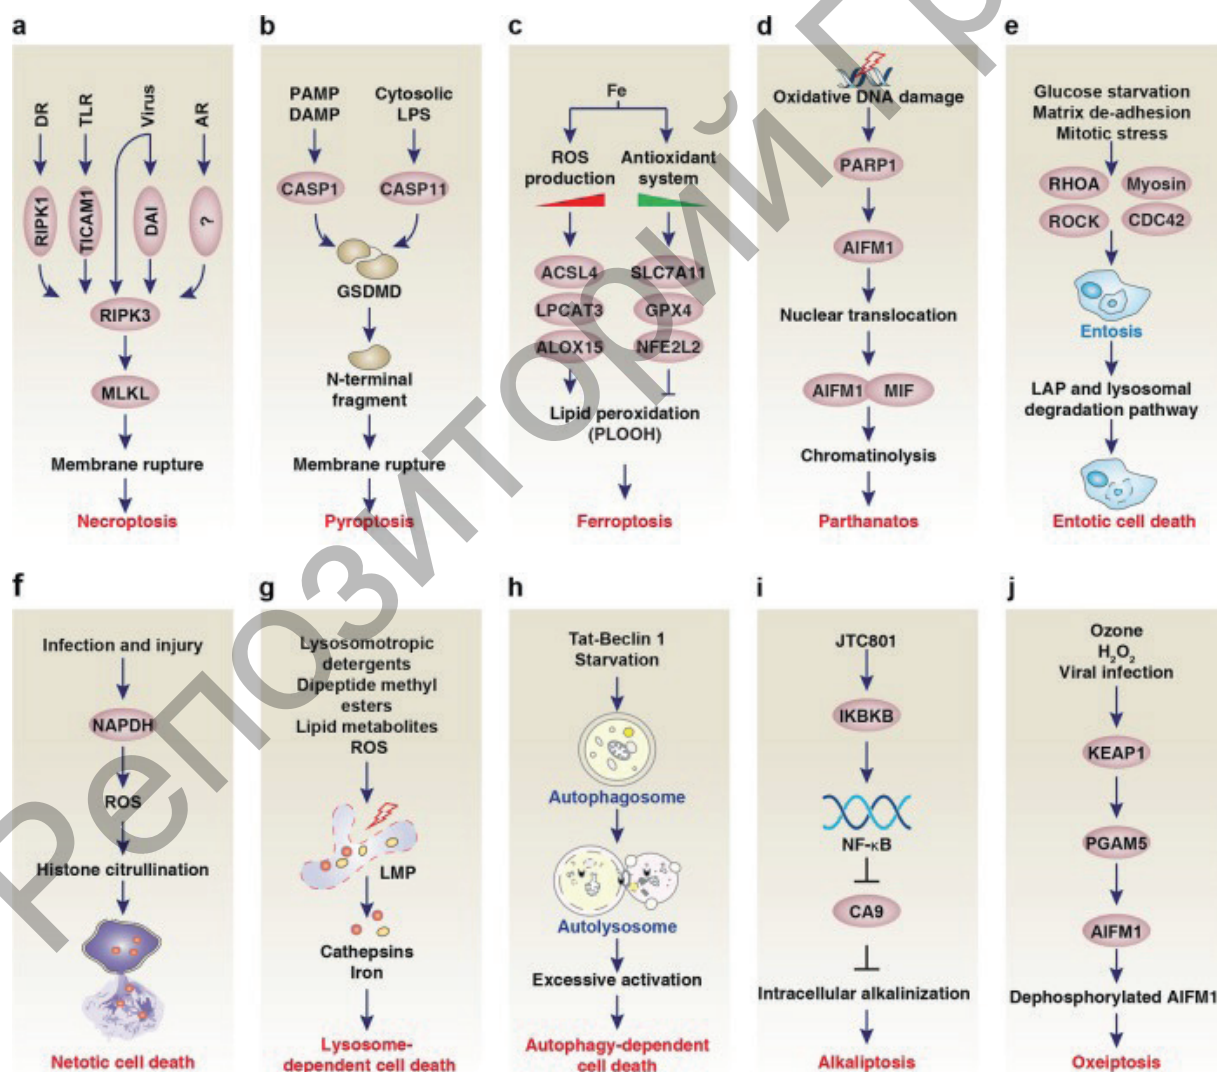 a
DR
TLR
Virus
AR
RIPK1
TICAM1
DAI
?
RIPK3
MLKL
Membrane rupture
Necroptosis
b
PAMP
DAMP
Cytosolic
LPS
CASP1
CASP11
GSDMD
N-terminal
fragment
Membrane rupture
Pyroptosis
c
Fe
ROS
production
Antioxidant
system
ACSL4
SLC7A11
LPCAT3
GPX4
ALOX15
NFE2L2
Lipid peroxidation
(PLOOH)
Ferroptosis
d
Oxidative DNA damage
PARP1
AIFM1
Nuclear translocation
AIFM1
MIF
Chromatinolysis
Parthanatos
e
Glucose starvation
Matrix de-adhesion
Mitotic stress
RHOA
Myosin
ROCK
CDC42
Entosis
LAP and lysosomal
degradation pathway
Entotic cell death
f
Infection and injury
NAPDH
ROS
Histone citrullination
Netotic cell death
g
Lysosomotropic
detergents
Dipeptide methyl
esters
Lipid metabolites
ROS
LMP
Cathepsins
Iron
Lysosome-
dependent cell death
h
Tat-Beclin 1
Starvation
Autophagosome
Autolysosome
Excessive activation
Autophagy-dependent
cell death
i
JTC801
IKBKB
NF-κB
CA9
Intracellular alkalinization
Alkaliptosis
j
Ozone
H₂O₂
Viral infection
KEAP1
PGAM5
AIFM1
Dephosphorylated AIFM1
Oxeiptosis
Репозиторий